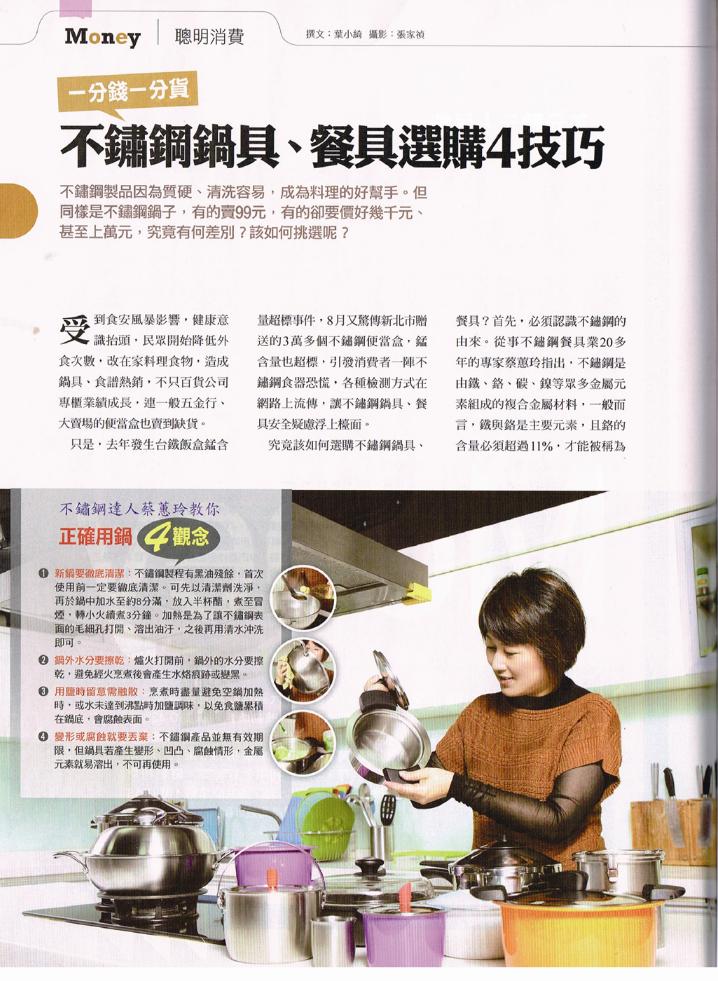 Money
聰明消費
撰文：葉小綺 攝影：張家禎
一分錢一分貨
不鏽鋼鍋具、餐具選購4技巧
不鏽鋼製品因為質硬、清洗容易，成為料理的好幫手。但
同樣是不鏽鋼鍋子，有的賣99元，有的卻要價好幾千元、
甚至上萬元，究竟有何差別？該如何挑選呢？
受到食安風暴影響，健康意
識抬頭，民眾開始降低外
食次數，改在家料理食物，造成
鍋具、食譜熱銷，不只百貨公司
專櫃業績成長，連一般五金行、
大賣場的便當盒也賣到缺貨。
只是，去年發生台鐵飯盒錳含
量超標事件，8月又驚傳新北市贈
送的3萬多個不鏽鋼便當盒，錳
含量也超標，引發消費者一陣不
鏽鋼食器恐慌，各種檢測方式在
網路上流傳，讓不鏽鋼鍋具、餐
具安全疑慮浮上檯面。
究竟該如何選購不鏽鋼鍋具、
餐具？首先，必須認識不鏽鋼的
由來。從事不鏽鋼餐具業20多
年的專家蔡蕙玲指出，不鏽鋼是
由鐵、鉻、碳、鎳等眾多金屬元
素組成的複合金屬材料，一般而
言，鐵與鉻是主要元素，且鉻的
含量必須超過11%，才能被稱為
不鏽鋼達人蔡蕙玲教你
正確用鍋4觀念
❶ 新鍋要徹底清潔：不鏽鋼製程有黑油殘餘，首次
使用前一定要徹底清潔。可先以清潔劑洗淨，
再於鍋中加水至約8分滿，放入半杯醋，煮至冒
煙，轉小火續煮3分鐘。加熱是為了讓不鏽鋼表
面的毛細孔打開、溶出油汙，之後再用清水沖洗
即可。
❷ 鍋外水分要擦乾：爐火打開前，鍋外的水分要擦
乾，避免經火烹煮後會產生水烙痕跡或變黑。
❸ 用鹽時留意需融散：烹煮時盡量避免空鍋加熱
時，或水未達到沸點時加鹽調味，以免食鹽累積
在鍋底，會腐蝕表面。
❹ 變形或腐蝕就要丟棄：不鏽鋼產品並無有效期
限，但鍋具若產生變形、凹凸、腐蝕情形，金屬
元素就易溶出，不可再使用。